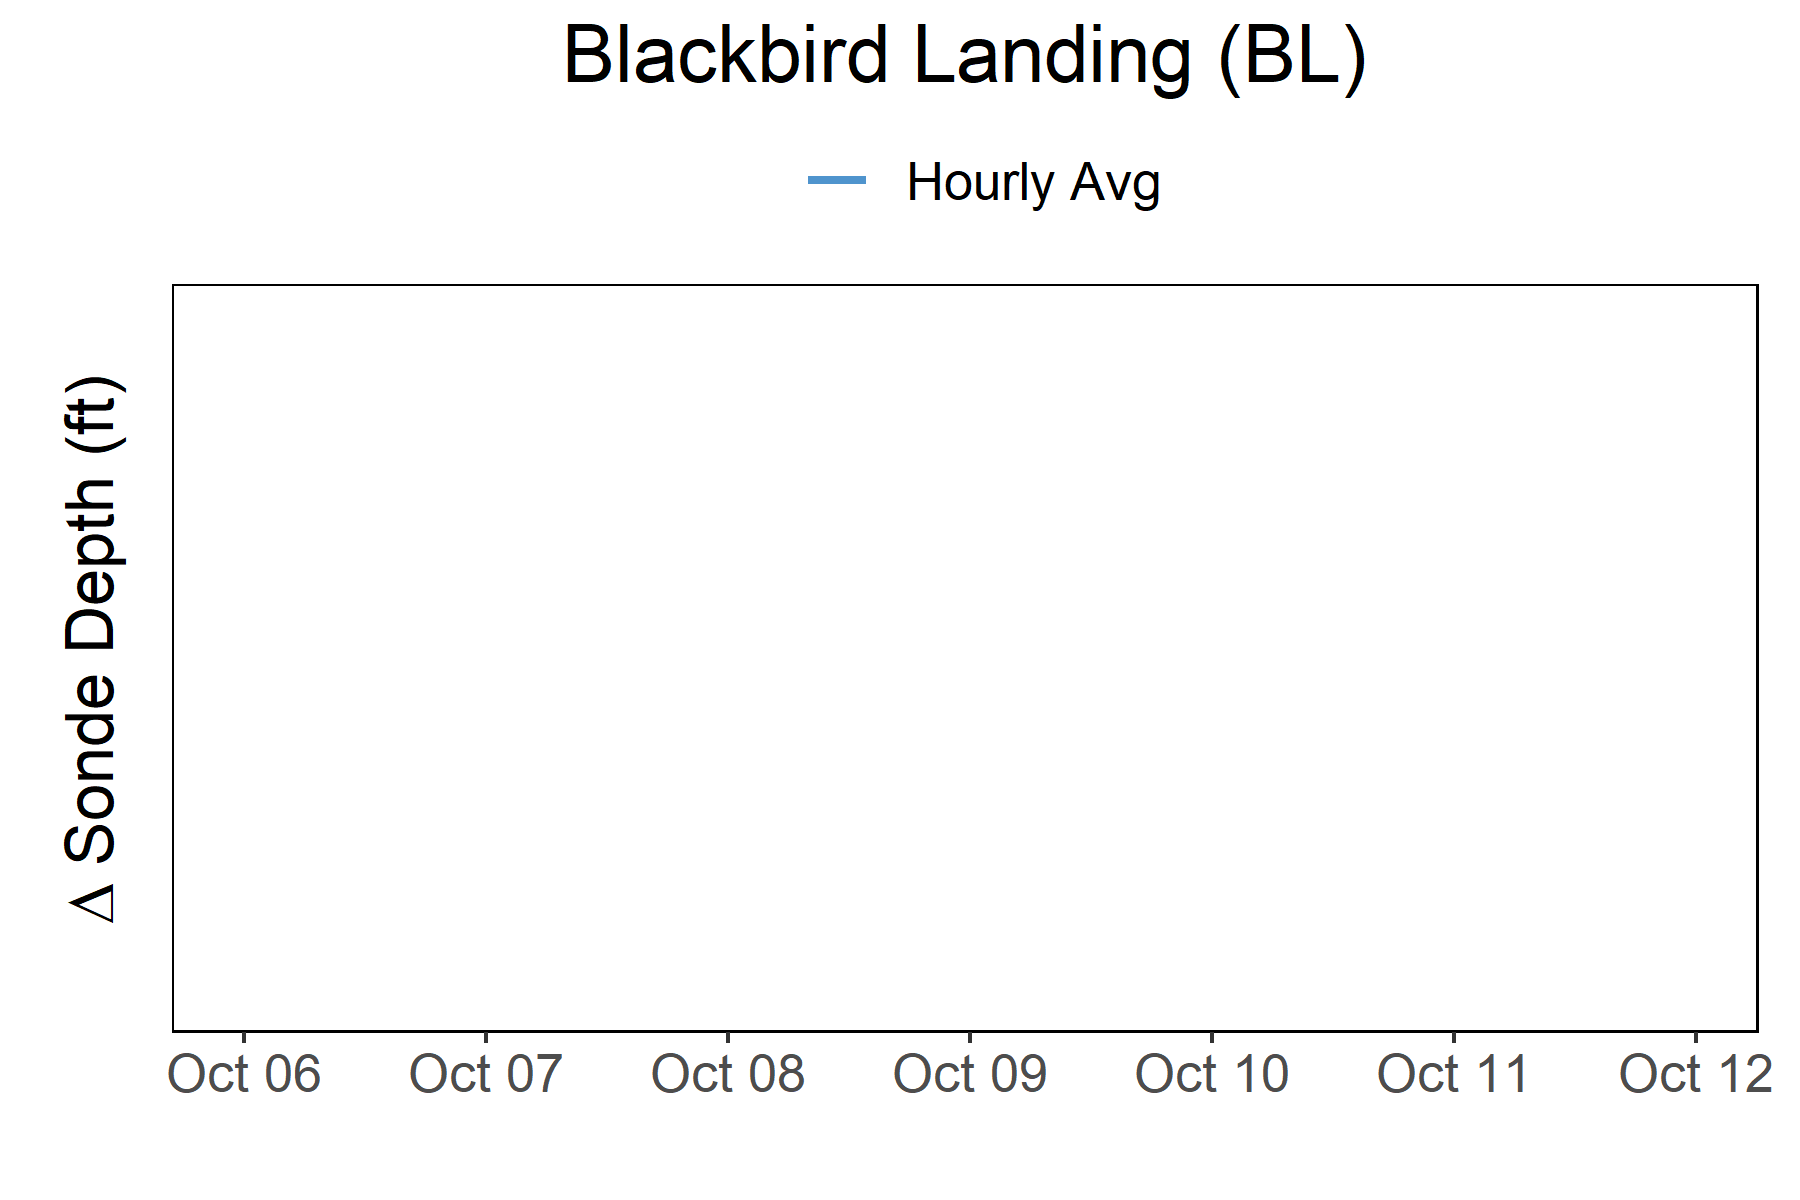 Blackbird Landing (BL)
Hourly Avg
Δ Sonde Depth (ft)
Oct 06 Oct 07 Oct 08 Oct 09 Oct 10 Oct 11 Oct 12